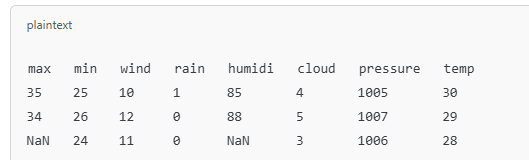 plaintext
max min wind rain humidi cloud pressure temp
35 25 10 1 85 4 1005 30
34 26 12 0 88 5 1007 29
NaN 24 11 0 NaN 3 1006 28